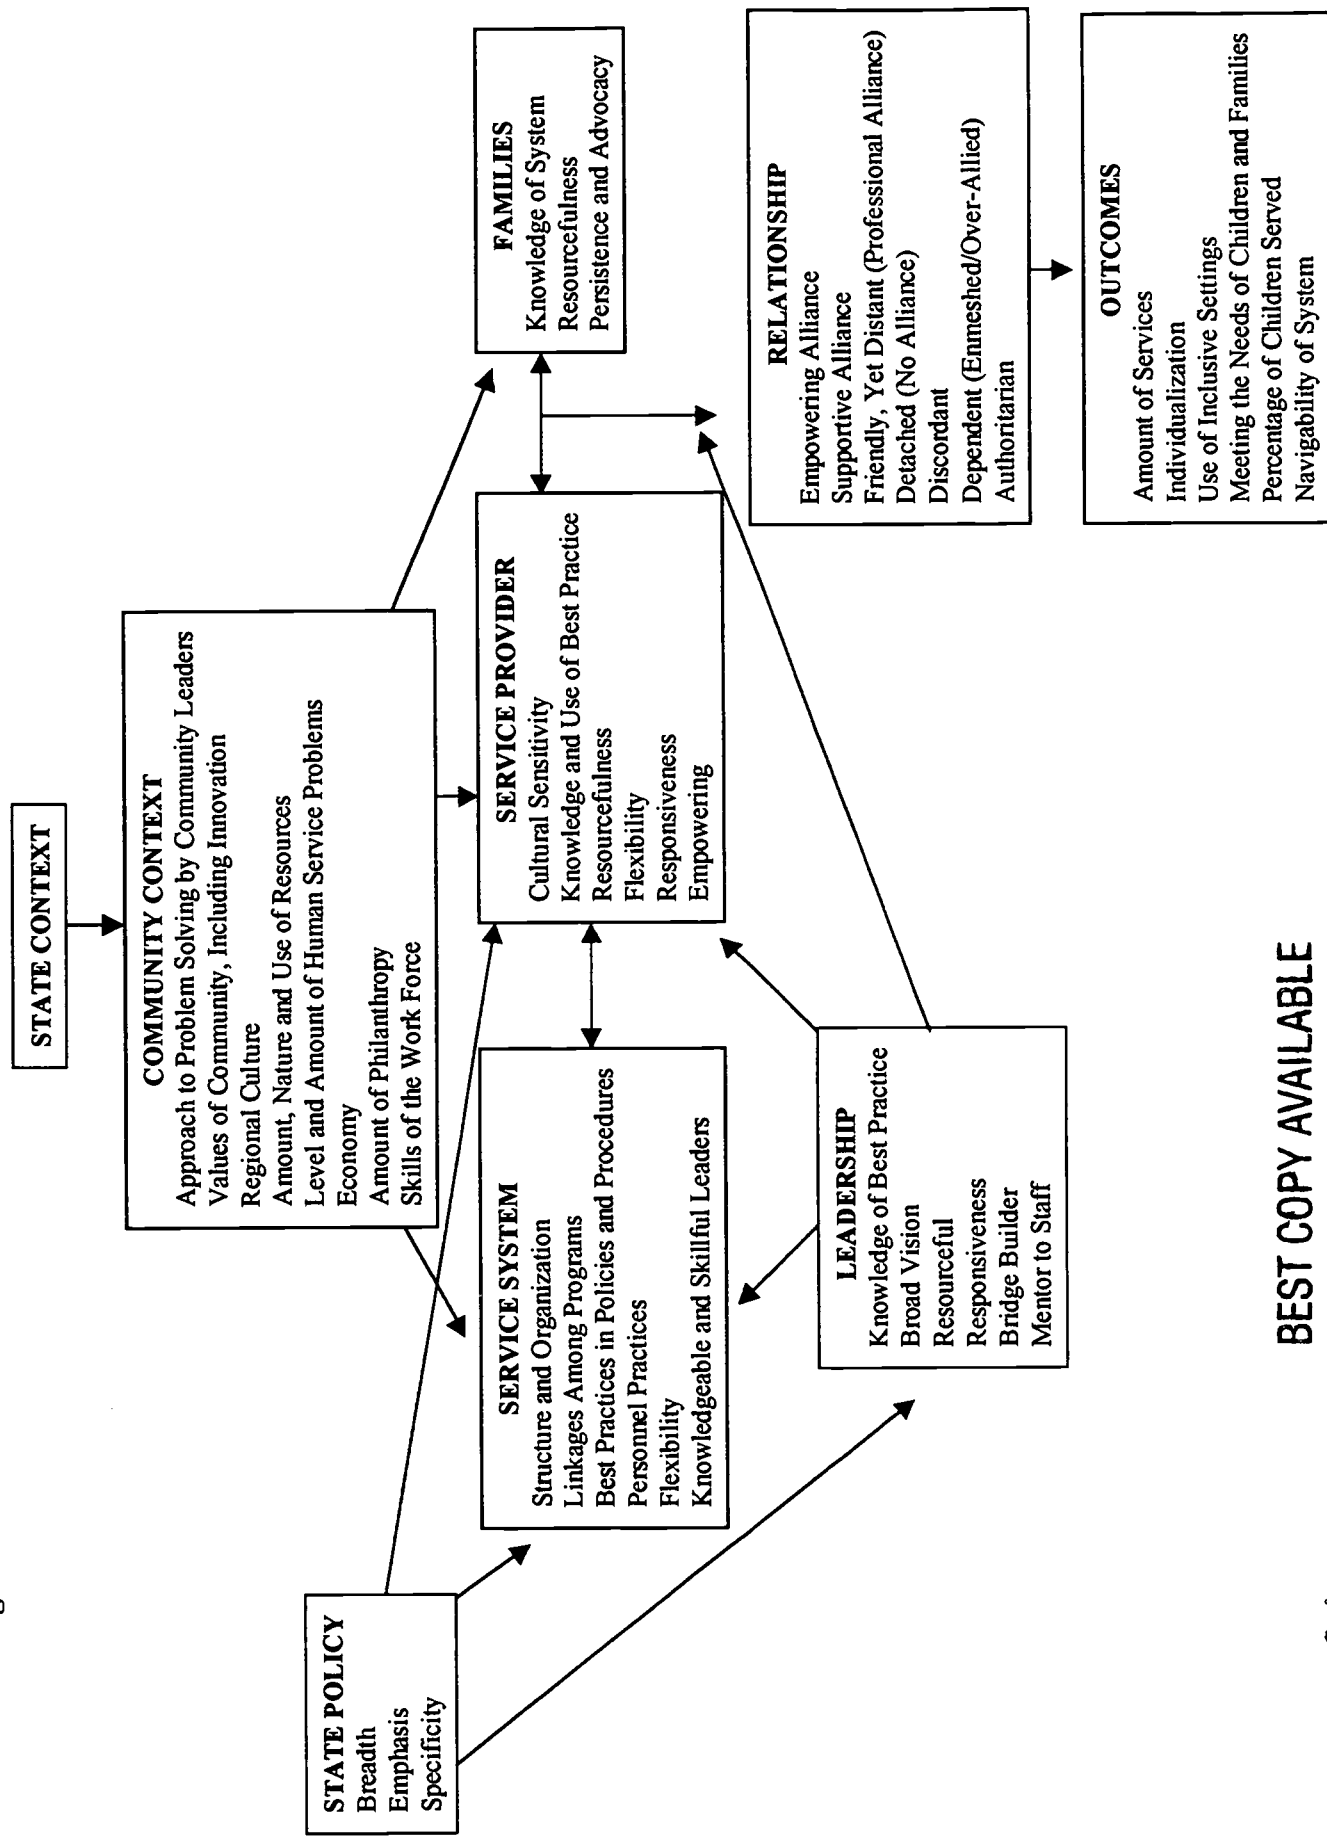 STATE CONTEXT
COMMUNITY CONTEXT
Approach to Problem Solving by Community Leaders
Values of Community, Including Innovation
Regional Culture
Amount, Nature and Use of Resources
Level and Amount of Human Service Problems
Economy
Amount of Philanthropy
Skills of the Work Force
STATE POLICY
Breadth
Emphasis
Specificity
SERVICE SYSTEM
Structure and Organization
Linkages Among Programs
Best Practices in Policies and Procedures
Personnel Practices
Flexibility
Knowledgeable and Skillful Leaders
SERVICE PROVIDER
Cultural Sensitivity
Knowledge and Use of Best Practice
Resourcefulness
Flexibility
Responsiveness
Empowering
FAMILIES
Knowledge of System
Resourcefulness
Persistence and Advocacy
LEADERSHIP
Knowledge of Best Practice
Broad Vision
Resourceful
Responsiveness
Bridge Builder
Mentor to Staff
RELATIONSHIP
Empowering Alliance
Supportive Alliance
Friendly, Yet Distant (Professional Alliance)
Detached (No Alliance)
Discordant
Dependent (Enmeshed/Over-Allied)
Authoritarian
OUTCOMES
Amount of Services
Individualization
Use of Inclusive Settings
Meeting the Needs of Children and Families
Percentage of Children Served
Navigability of System
BEST COPY AVAILABLE